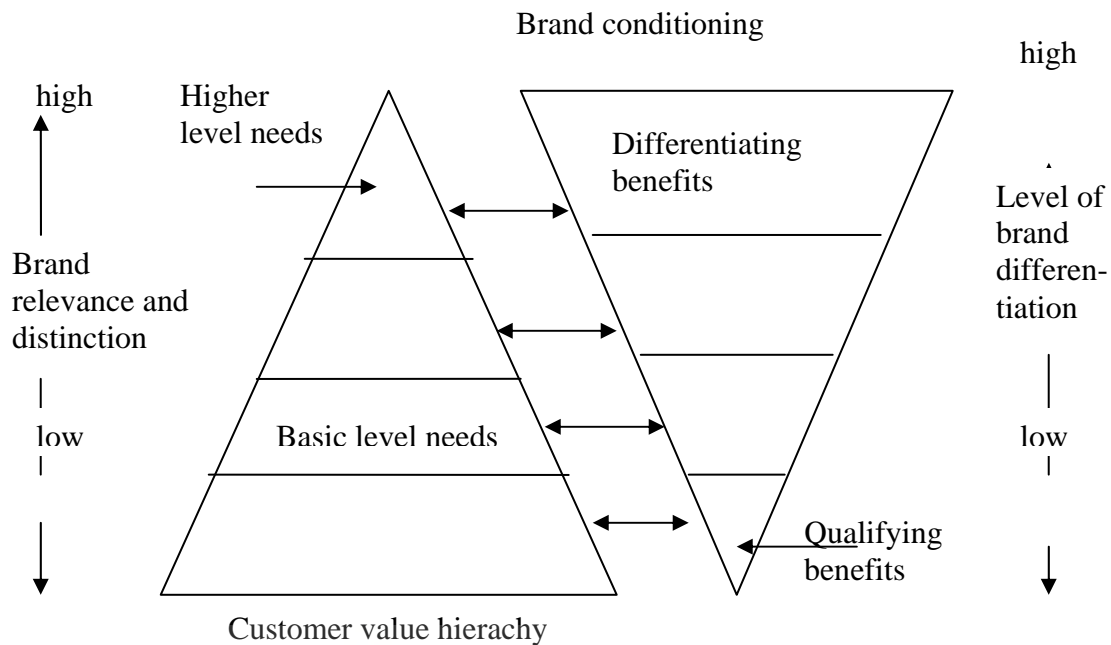 Brand conditioning
high
high
Higher
level needs
Differentiating
benefits
Level of
brand
differen-
tiation
Brand
relevance and
distinction
low
Basic level needs
low
Qualifying
benefits
Customer value hierachy